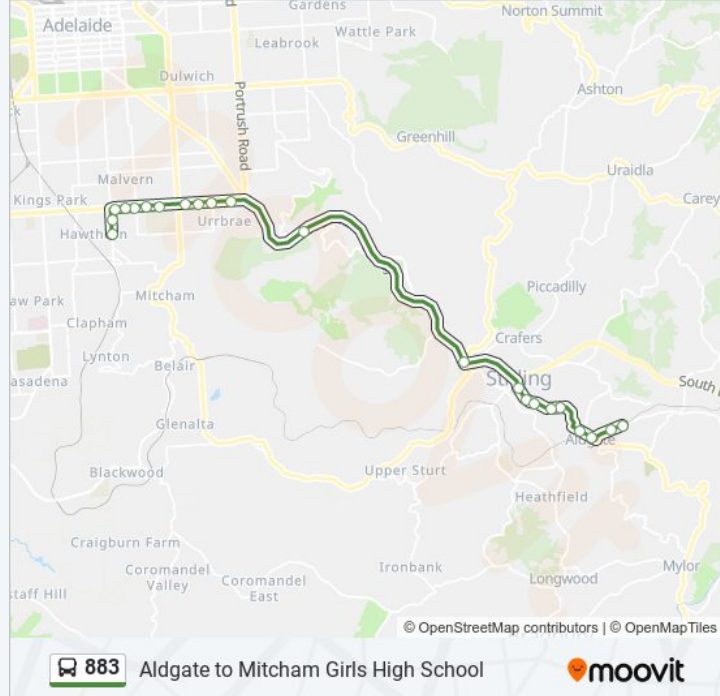 Gardens
Norton Summit
Adelaide
Wattle Park
Leabrook
Dulwich
Portrush Road
Ashton
Greenhill
Uraidla
Malvern
Kings Park
Carey
Urrbrae
Hawthorn
Mitcham
Piccadilly
aw Park
Clapham
Crafers
Lynton
Belair
asadena
Stirling
South
Glenalta
Aldgate
Upper Sturt
Blackwood
Heathfield
Craigburn Farm
Ironbank
Mylor
Coromandel
Valley
Coromandel
East
Longwood
staff Hill
© OpenStreetMap contributors | © OpenMapTiles
883 Aldgate to Mitcham Girls High School moovit